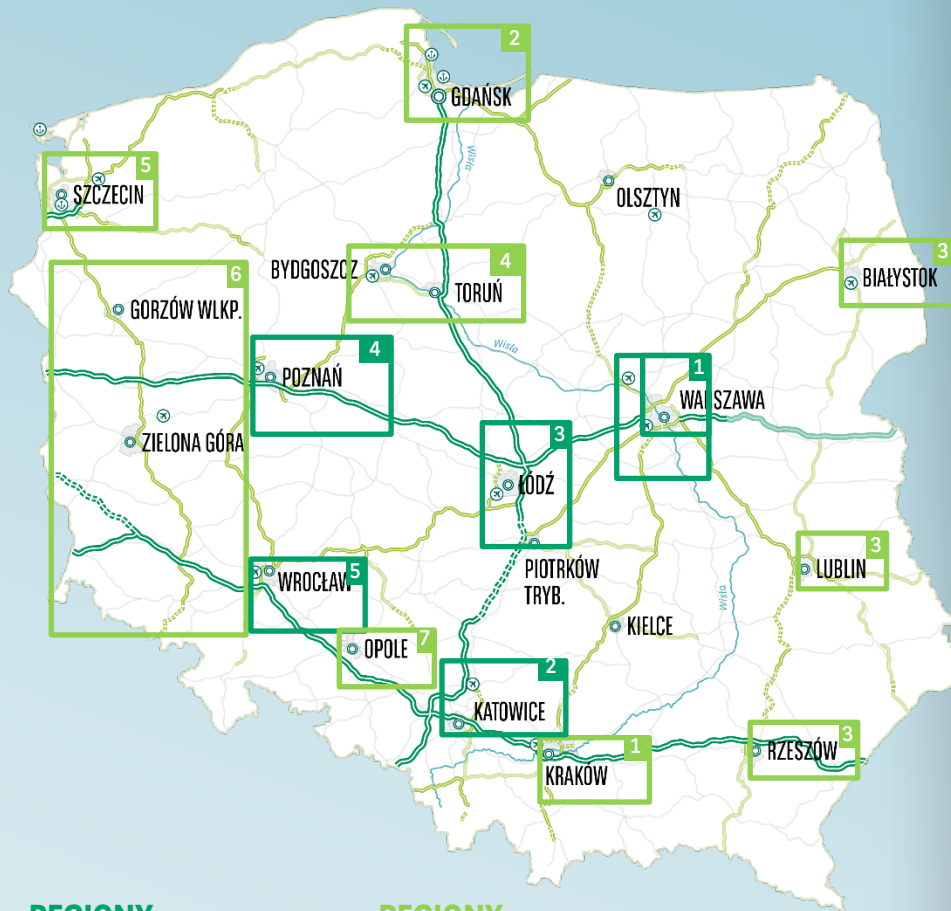 2
GDAŃSK
Wisła
5
SZCZECIN
OLSZTYN
3
BIAŁYSTOK
BYDGOSZCZ
4
TORUŃ
6
GORZÓW WLKP.
Wisła
4
POZNAŃ
1
WARSZAWA
ZIELONA GÓRA
3
ŁÓDŹ
PIOTRKÓW
TRYB.
3
LUBLIN
5
WROCŁAW
Wisła
KIELCE
7
OPOLE
2
KATOWICE
1
KRAKÓW
3
RZESZÓW
REGIONY
REGIONY